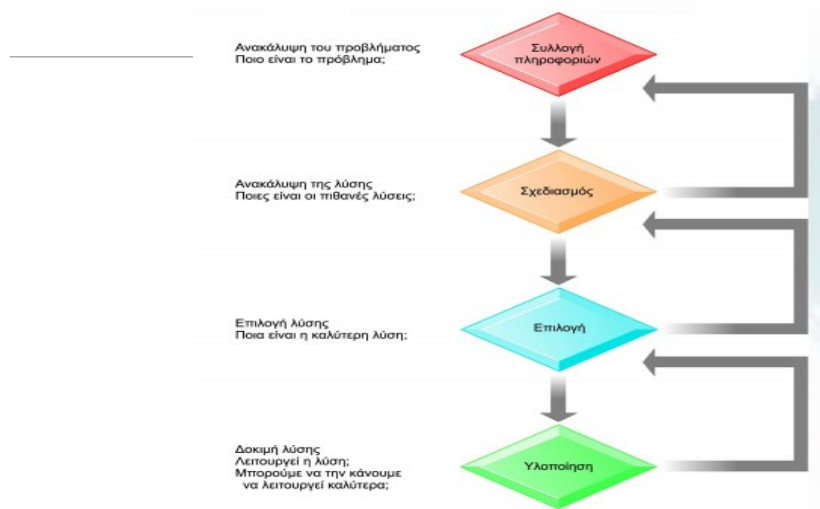 Ανακάλυψη του προβλήματος
Ποιο είναι το πρόβλημα;
Συλλογή
πληροφοριών
Ανακάλυψη της λύσης
Ποιες είναι οι πιθανές λύσεις;
Σχεδιασμός
Επιλογή λύσης
Ποια είναι η καλύτερη λύση;
Επιλογή
Δοκιμή λύσης
Λειτουργεί η λύση;
Μπορούμε να την κάνουμε
να λειτουργεί καλύτερα;
Υλοποίηση